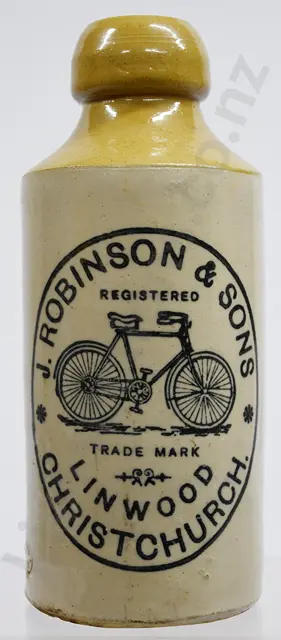 J. ROBINSON & SONS
REGISTERED
TRADE MARK
LINWOOD
CHRISTCHURCH.